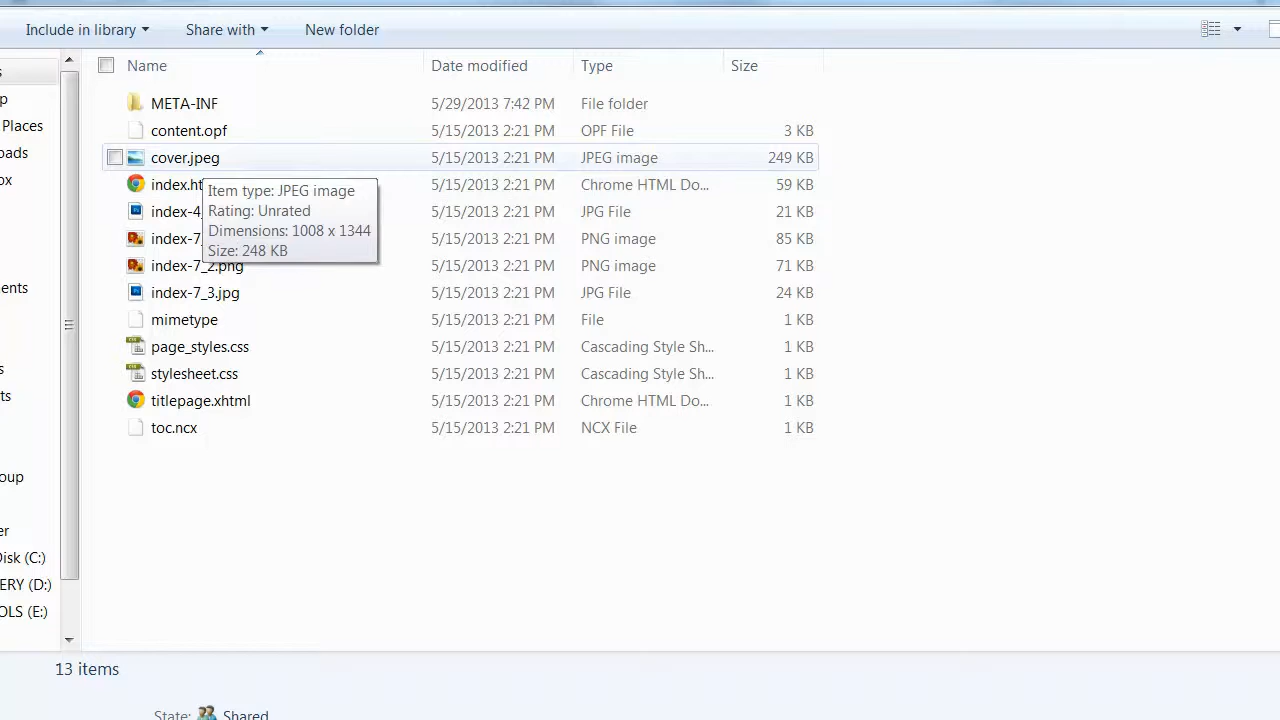 Include in library Share with New folder
Name Date modified Type Size
META-INF 5/29/2013 7:42 PM File folder
content.opf 5/15/2013 2:21 PM OPF File 3 KB
cover.jpeg 5/15/2013 2:21 PM JPEG image 249 KB
index.ht 5/15/2013 2:21 PM Chrome HTML Do... 59 KB
index-4 5/15/2013 2:21 PM JPG File 21 KB
index-7 5/15/2013 2:21 PM PNG image 85 KB
index-7_2.png 5/15/2013 2:21 PM PNG image 71 KB
index-7_3.jpg 5/15/2013 2:21 PM JPG File 24 KB
mimetype 5/15/2013 2:21 PM File 1 KB
page_styles.css 5/15/2013 2:21 PM Cascading Style Sh... 1 KB
stylesheet.css 5/15/2013 2:21 PM Cascading Style Sh... 1 KB
titlepage.xhtml 5/15/2013 2:21 PM Chrome HTML Do... 1 KB
toc.ncx 5/15/2013 2:21 PM NCX File 1 KB
Item type: JPEG image
Rating: Unrated
Dimensions: 1008 x 1344
Size: 248 KB
s
p
Places
oads
ox
ents
s
ts
oup
er
Disk (C:)
ERY (D:)
OLS (E:)
13 items
State: Shared